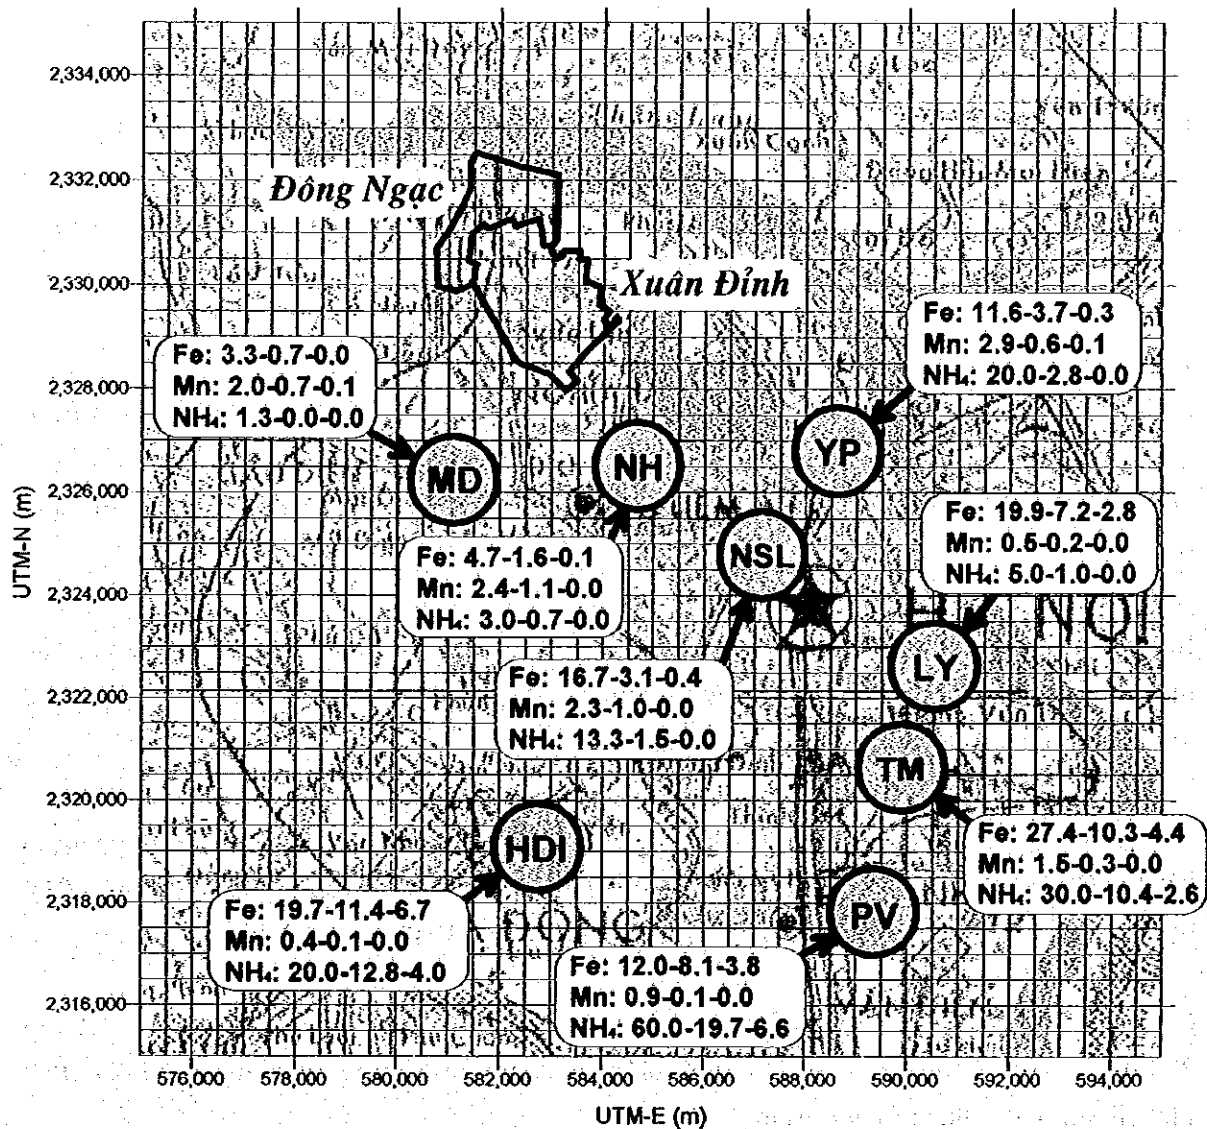 2,334,000
2,332,000
2,330,000
2,328,000
2,326,000
2,324,000
2,322,000
2,320,000
2,318,000
2,316,000
UTM-N (m)
Đông Ngạc
Xuân Đỉnh
Fe: 11.6-3.7-0.3
Mn: 2.9-0.6-0.1
NH₄: 20.0-2.8-0.0
Fe: 3.3-0.7-0.0
Mn: 2.0-0.7-0.1
NH₄: 1.3-0.0-0.0
MD
NH
YP
Fe: 19.9-7.2-2.8
Mn: 0.5-0.2-0.0
NH₄: 5.0-1.0-0.0
Fe: 4.7-1.6-0.1
Mn: 2.4-1.1-0.0
NH₄: 3.0-0.7-0.0
NSL
NOI
LY
Fe: 16.7-3.1-0.4
Mn: 2.3-1.0-0.0
NH₄: 13.3-1.5-0.0
TM
Fe: 27.4-10.3-4.4
Mn: 1.5-0.3-0.0
NH₄: 30.0-10.4-2.6
HDI
Fe: 19.7-11.4-6.7
Mn: 0.4-0.1-0.0
NH₄: 20.0-12.8-4.0
DONG
PV
Fe: 12.0-8.1-3.8
Mn: 0.9-0.1-0.0
NH₄: 60.0-19.7-6.6
576,000 578,000 580,000 582,000 584,000 586,000 588,000 590,000 592,000 594,000
UTM-E (m)